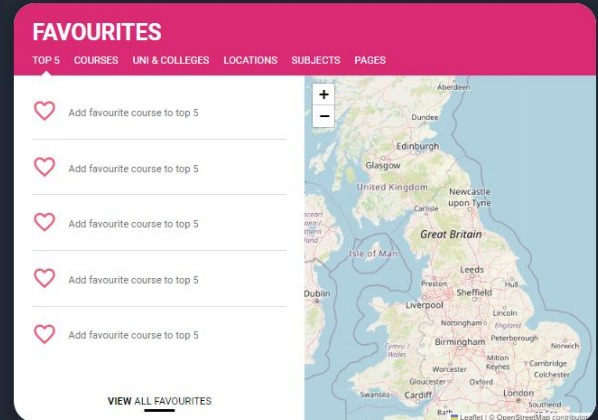 FAVOURITES
TOP 5 COURSES UNI & COLLEGES LOCATIONS SUBJECTS PAGES
Add favourite course to top 5
Add favourite course to top 5
Add favourite course to top 5
Add favourite course to top 5
Add favourite course to top 5
VIEW ALL FAVOURITES
+
−
Aberdeen
Dundee
Edinburgh
Glasgow
United Kingdom
Newcastle
upon Tyne
Carlisle
Great Britain
Isle of Man
Leeds
Preston
Hull
Sheffield
Dublin
Liverpool
Lincoln
Nottingham
England
Peterborough
Norwich
Birmingham
Cymru /
Wales
Milton
Keynes
Cambridge
Worcester
Colchester
Gloucester
Oxford
Swansea
Cardiff
London
Southend-
Bath
Leaflet | © OpenStreetMap contributors